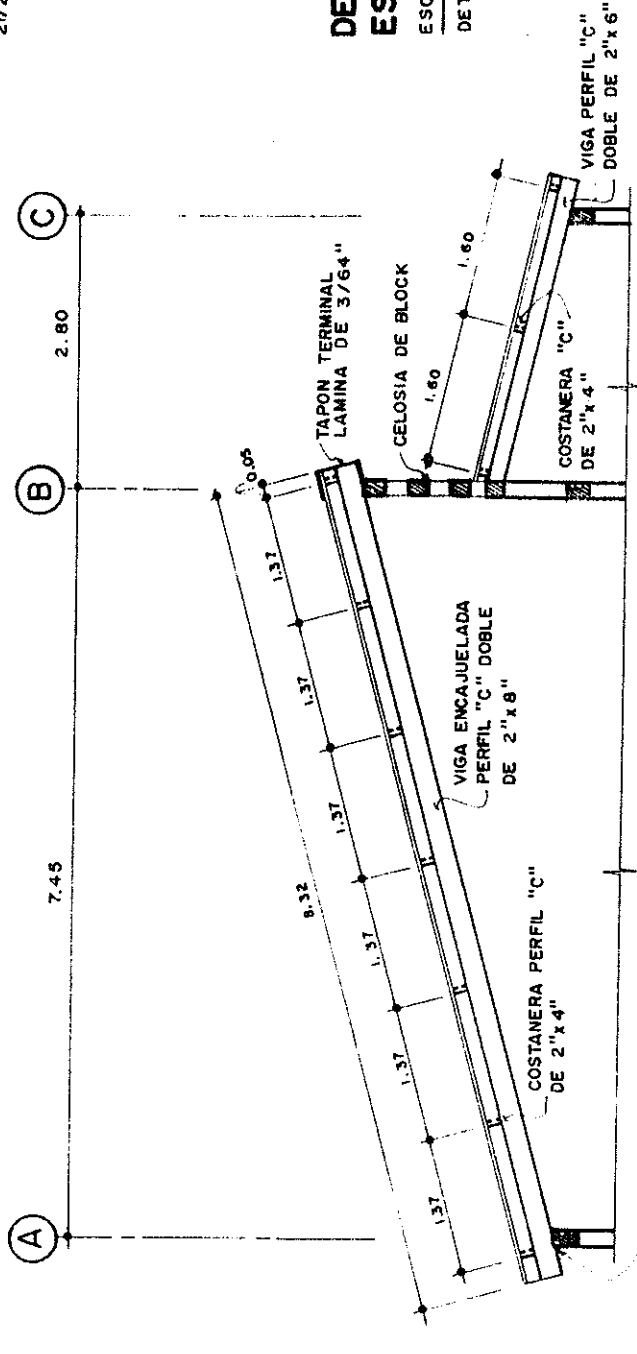 A
B
C
7.45
2.80
DE
ES
ESC
DET
0.05
TAPON TERMINAL
LAMINA DE 3/64"
8.32
1.37
1.37
1.37
1.37
1.37
1.37
CELOSIA DE BLOCK
1.60
1.60
VIGA ENCAJUELADA
PERFIL "C" DOBLE
DE 2"x 8"
COSTANERA PERFIL "C"
DE 2"x 4"
COSTANERA "C"
DE 2"x 4"
VIGA PERFIL "C"
DOBLE DE 2"x 6"